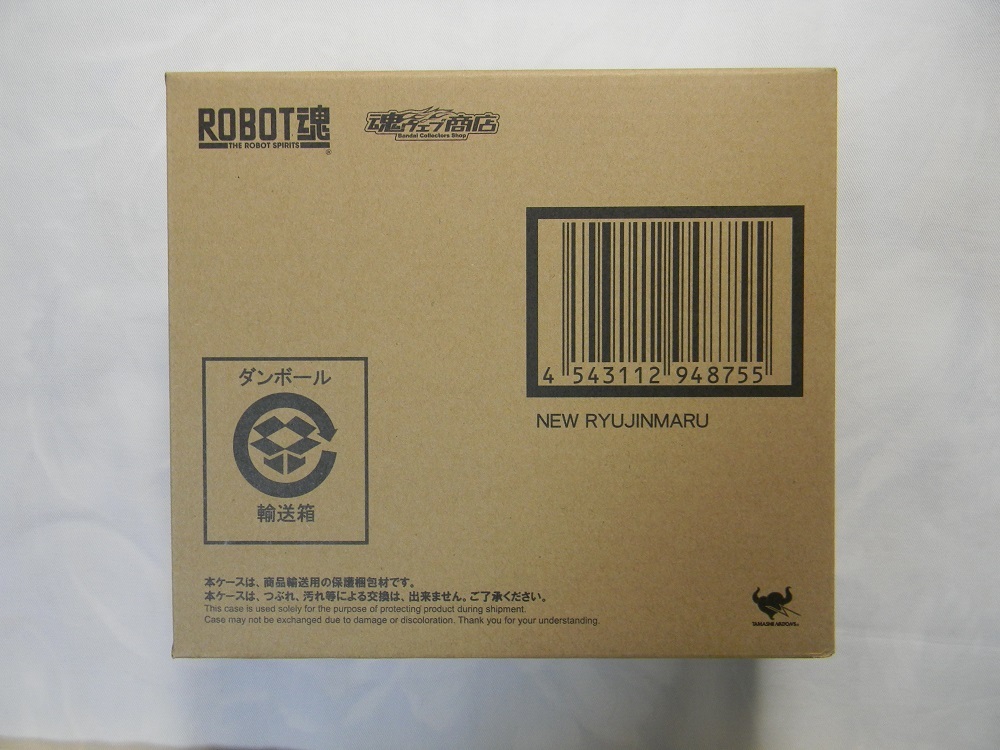 ROBOT魂
THE ROBOT SPIRITS
魂ウェブ商店
Bandai Collectors Shop
4 543112 948755
NEW RYUJINMARU
ダンボール
輸送箱
本ケースは、商品輸送用の保護梱包材です。
本ケースは、つぶれ、汚れ等による交換は、出来ません。ご了承ください。
This case is used solely for the purpose of protecting product during shipment.
Case may not be exchanged due to damage or discoloration. Thank you for your understanding.
TAMASHII NATIONS